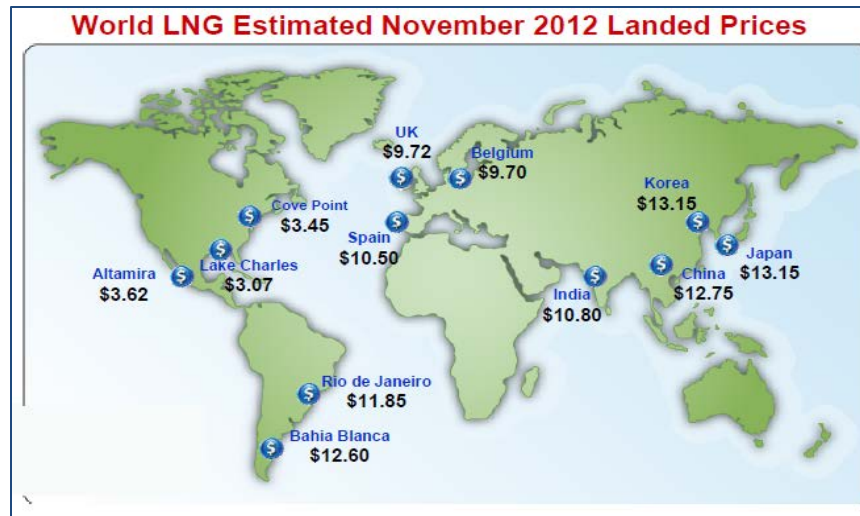 World LNG Estimated November 2012 Landed Prices
UK
$9.72
Belgium
$9.70
Korea
$13.15
Cove Point
$3.45
Spain
$10.50
Japan
$13.15
Altamira
$3.62
Lake Charles
$3.07
China
$12.75
India
$10.80
Rio de Janeiro
$11.85
Bahia Blanca
$12.60